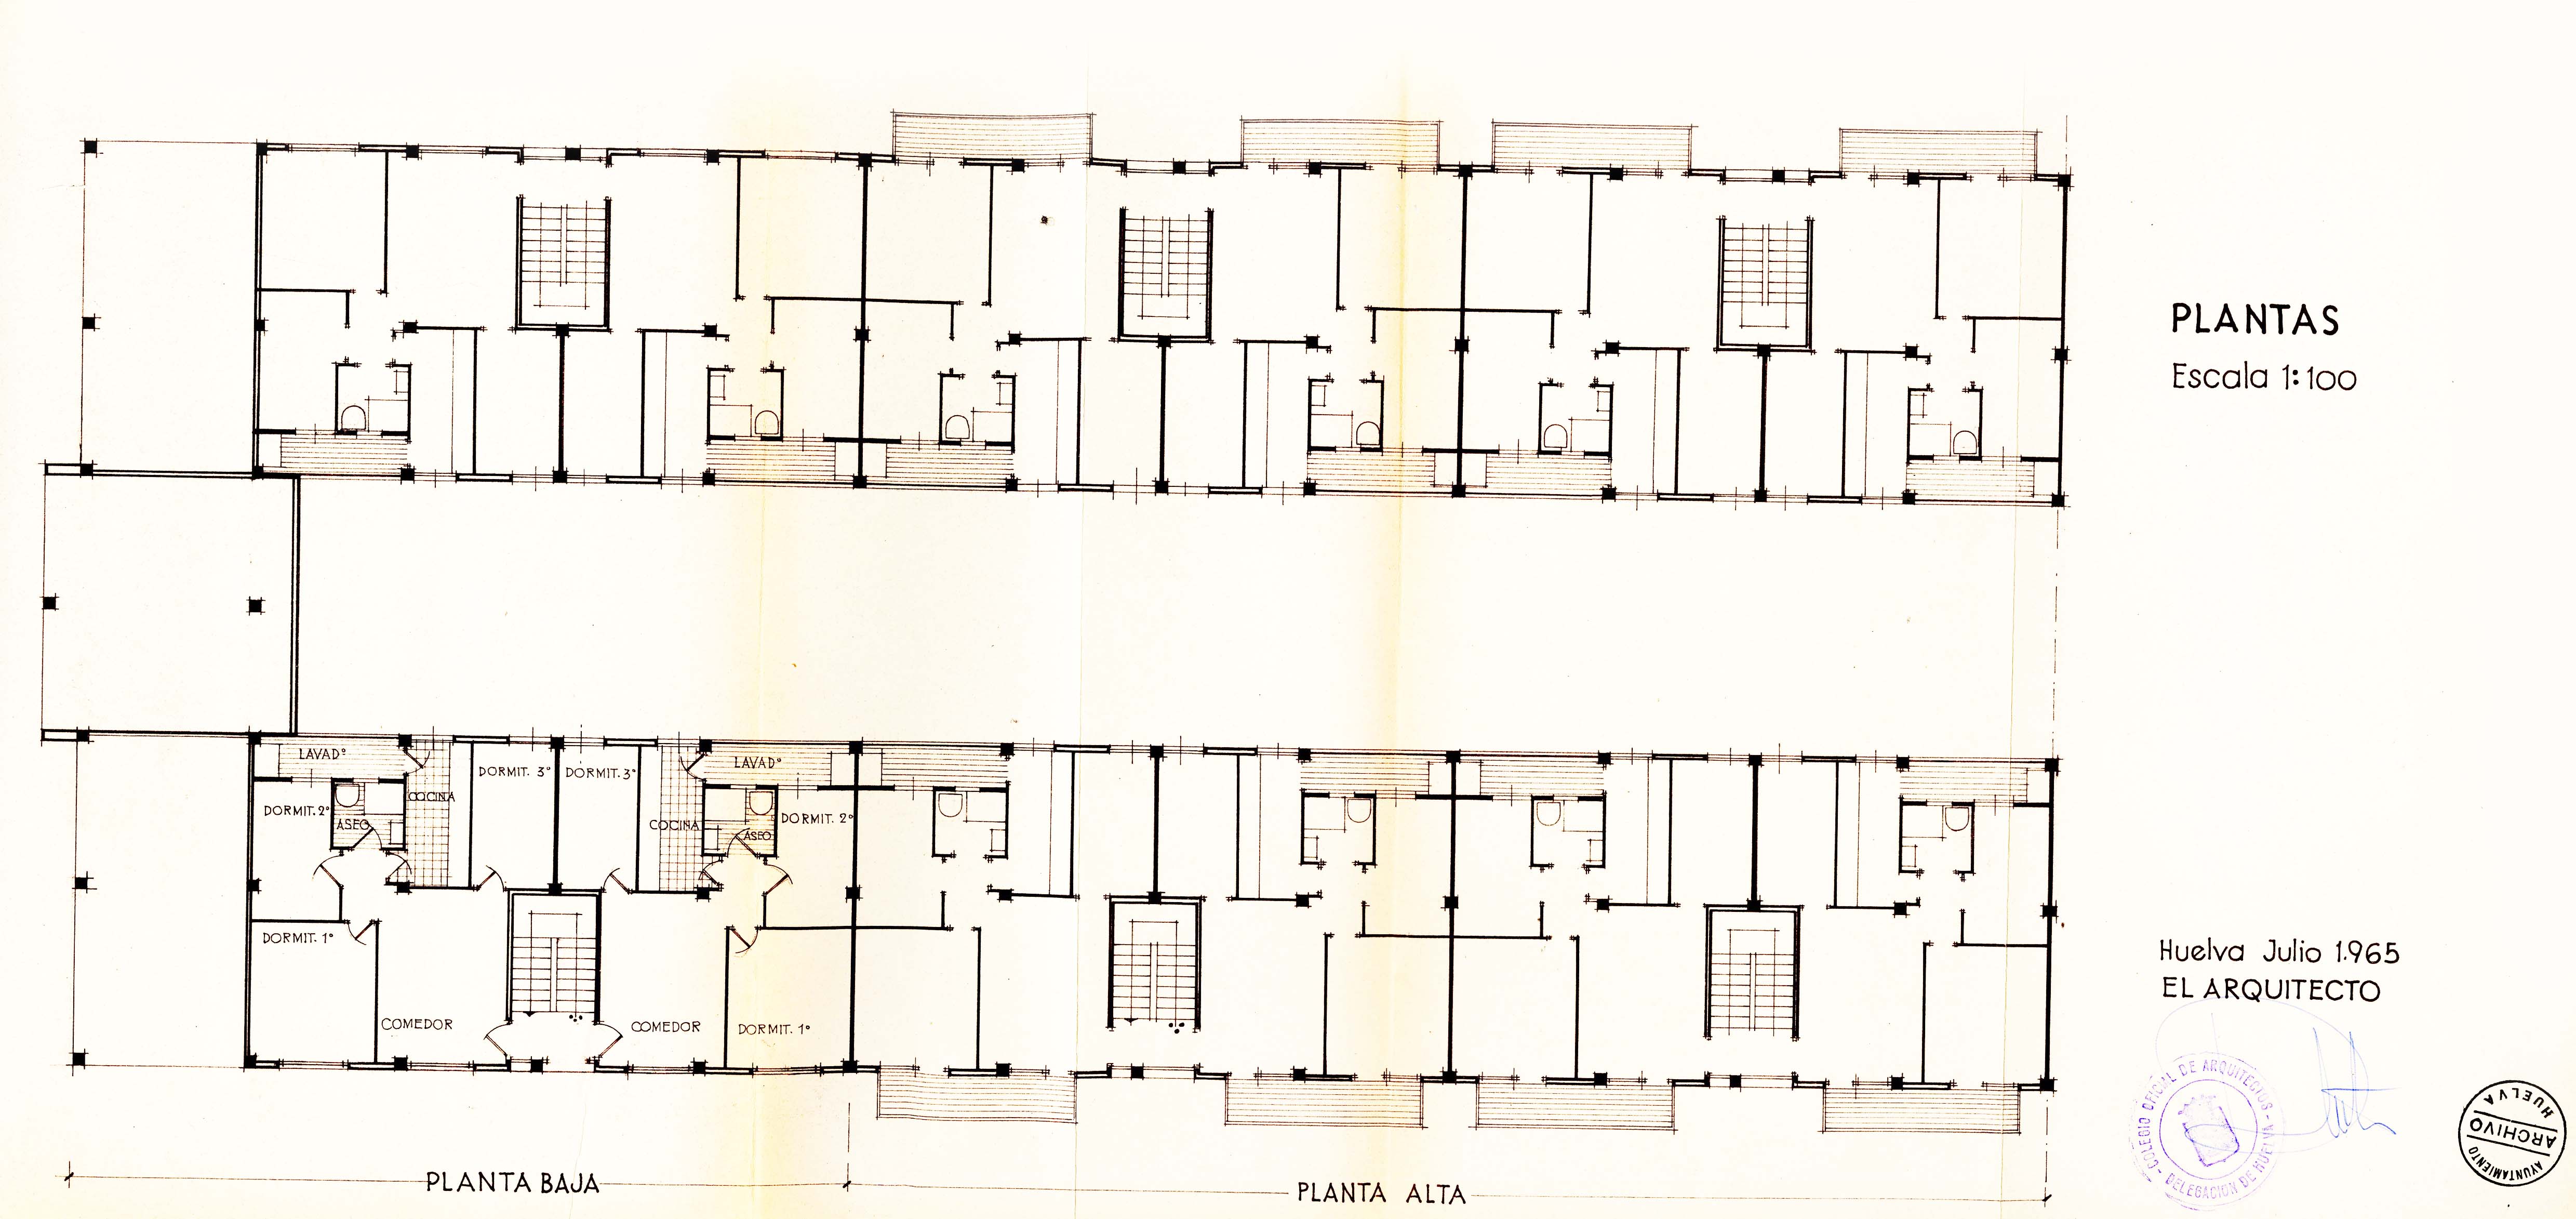 PLANTAS
Escala 1:100
LAVADº
LAVADº
DORMIT. 3º
DORMIT. 3º
COCINA
DORMIT. 2º
ASEO
COCINA
ASEO
DORMIT. 2º
DORMIT. 1º
COMEDOR
COMEDOR
DORMIT. 1º
Huelva Julio 1.965
EL ARQUITECTO
- COLEGIO OFICIAL DE ARQUITECTOS -
DELEGACION DE HUELVA
AYUNTAMIENTO
ARCHIVO
HUELVA
PLANTA BAJA
PLANTA ALTA